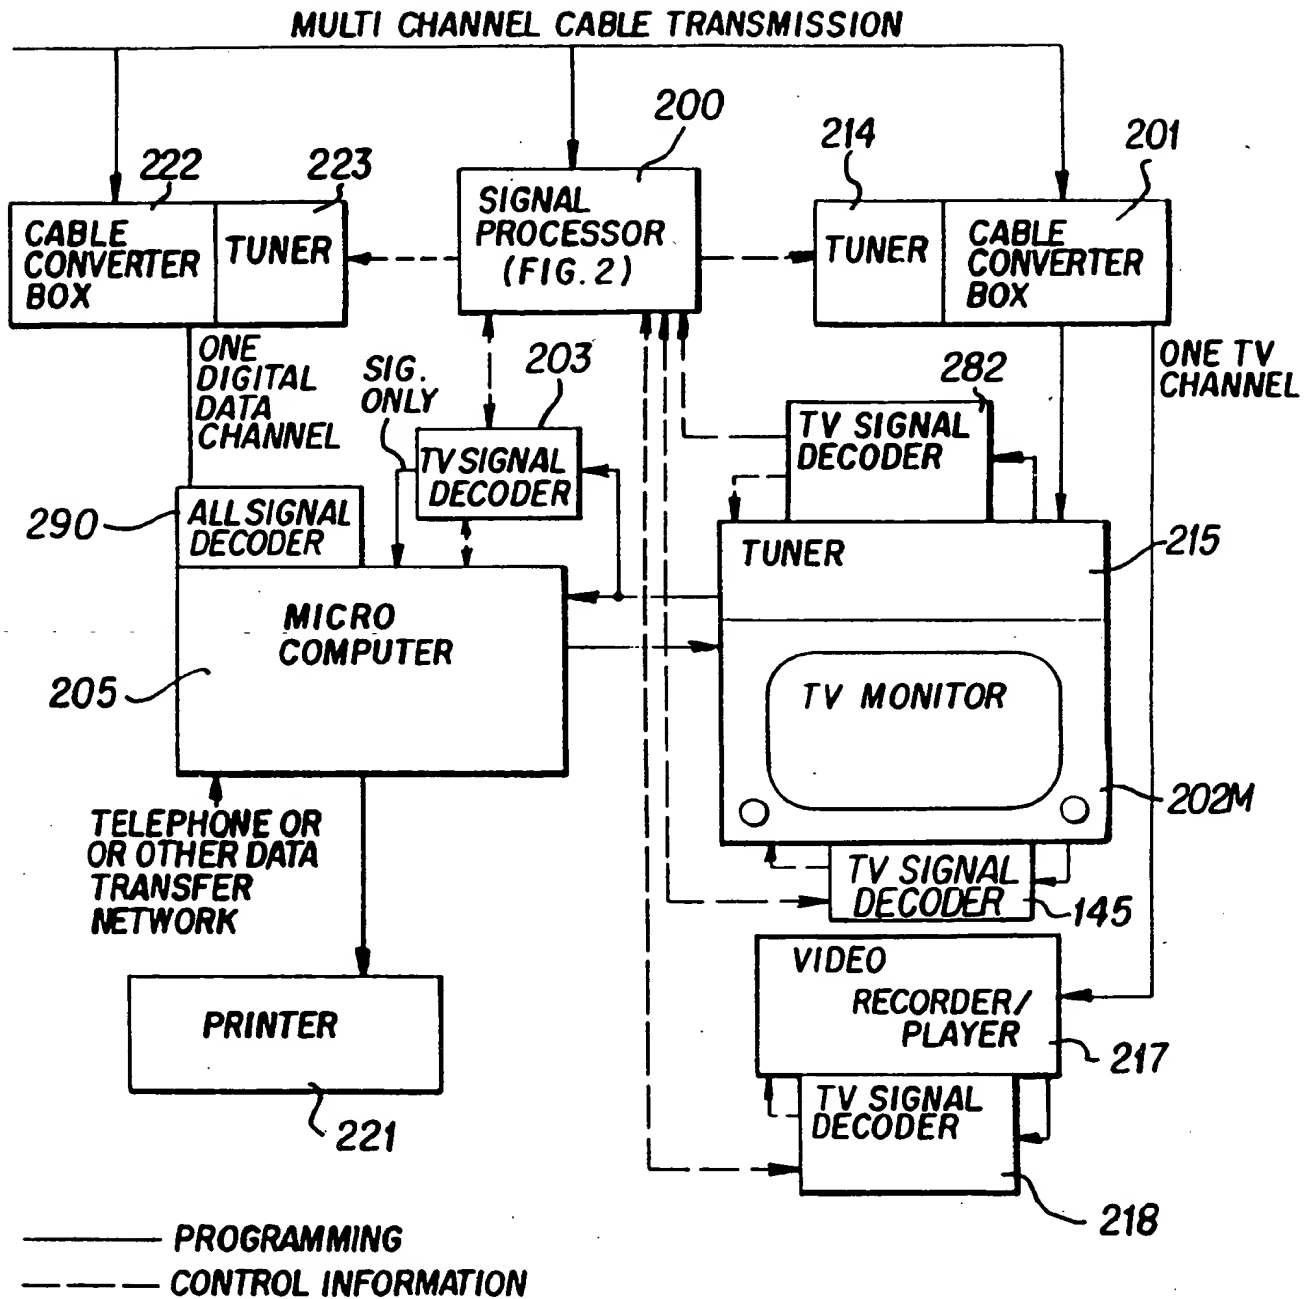 MULTI CHANNEL CABLE TRANSMISSION
200
214
201
222
223
SIGNAL
PROCESSOR
(FIG. 2)
CABLE
CONVERTER
BOX
TUNER
TUNER
CABLE
CONVERTER
BOX
ONE
DIGITAL
DATA
CHANNEL
SIG.
ONLY
203
282
ONE TV
CHANNEL
TV SIGNAL
DECODER
TV SIGNAL
DECODER
290
ALL SIGNAL
DECODER
TUNER
215
MICRO
COMPUTER
205
TV MONITOR
202M
TELEPHONE OR
OR OTHER DATA
TRANSFER
NETWORK
TV SIGNAL
DECODER
145
VIDEO
RECORDER/
PLAYER
217
PRINTER
221
TV SIGNAL
DECODER
218
PROGRAMMING
CONTROL INFORMATION